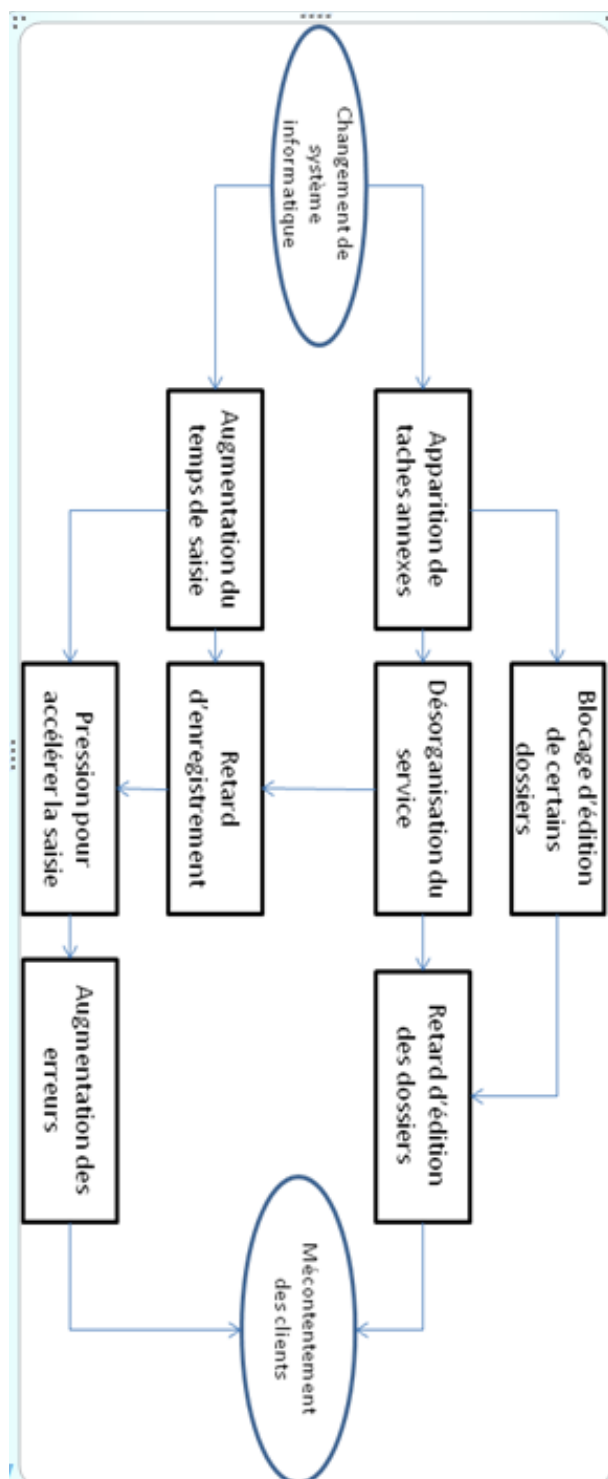 Changement de
système
informatique
Apparition de
taches annexes
Augmentation du
temps de saisie
Blocage d'édition
de certains
dossiers
Désorganisation du
service
Retard
d'enregistrement
Pression pour
accélérer la saisie
Retard d'édition
des dossiers
Augmentation des
erreurs
Mécontentement
des clients